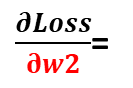 ∂Loss
∂w2 =